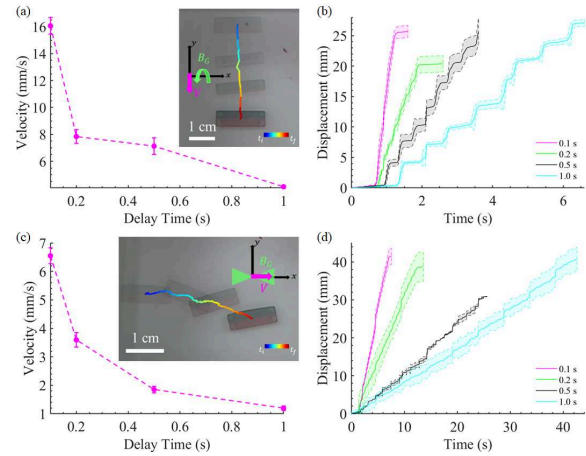 (a)
Velocity (mm/s)
16
14
12
10
8
6
0.2
0.4
0.6
0.8
1
Delay Time (s)
y
B_G
x
V
1 cm
t_i
t_f
(b)
Displacement (mm)
25
20
15
10
5
0
0
2
4
6
Time (s)
0.1 s
0.2 s
0.5 s
1.0 s
(c)
Velocity (mm/s)
7
6
5
4
3
2
1
0.2
0.4
0.6
0.8
1
Delay Time (s)
y
B_G
x
V
1 cm
t_i
t_f
(d)
Displacement (mm)
40
30
20
10
0
0
10
20
30
40
Time (s)
0.1 s
0.2 s
0.5 s
1.0 s